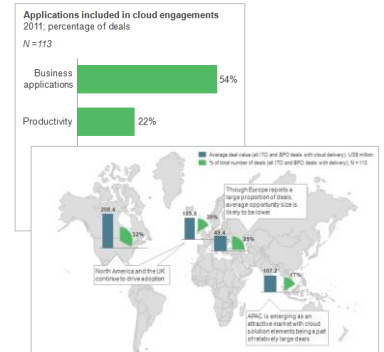 Applications included in cloud engagements
2011; percentage of deals
N =113
Business
applications
54%
Productivity
22%
Average deal value (all ITO and BPO deals with cloud delivery); US$ million
% of total number of deals (all ITO and BPO deals with cloud delivery); N = 113
Though Europe reports a
large proportion of deals,
average opportunity size is
likely to be lower
32%
25%
North America and the UK
continue to drive adoption
17%
APAC is emerging as an
attractive market with cloud
solution elements being a part
of relatively large deals